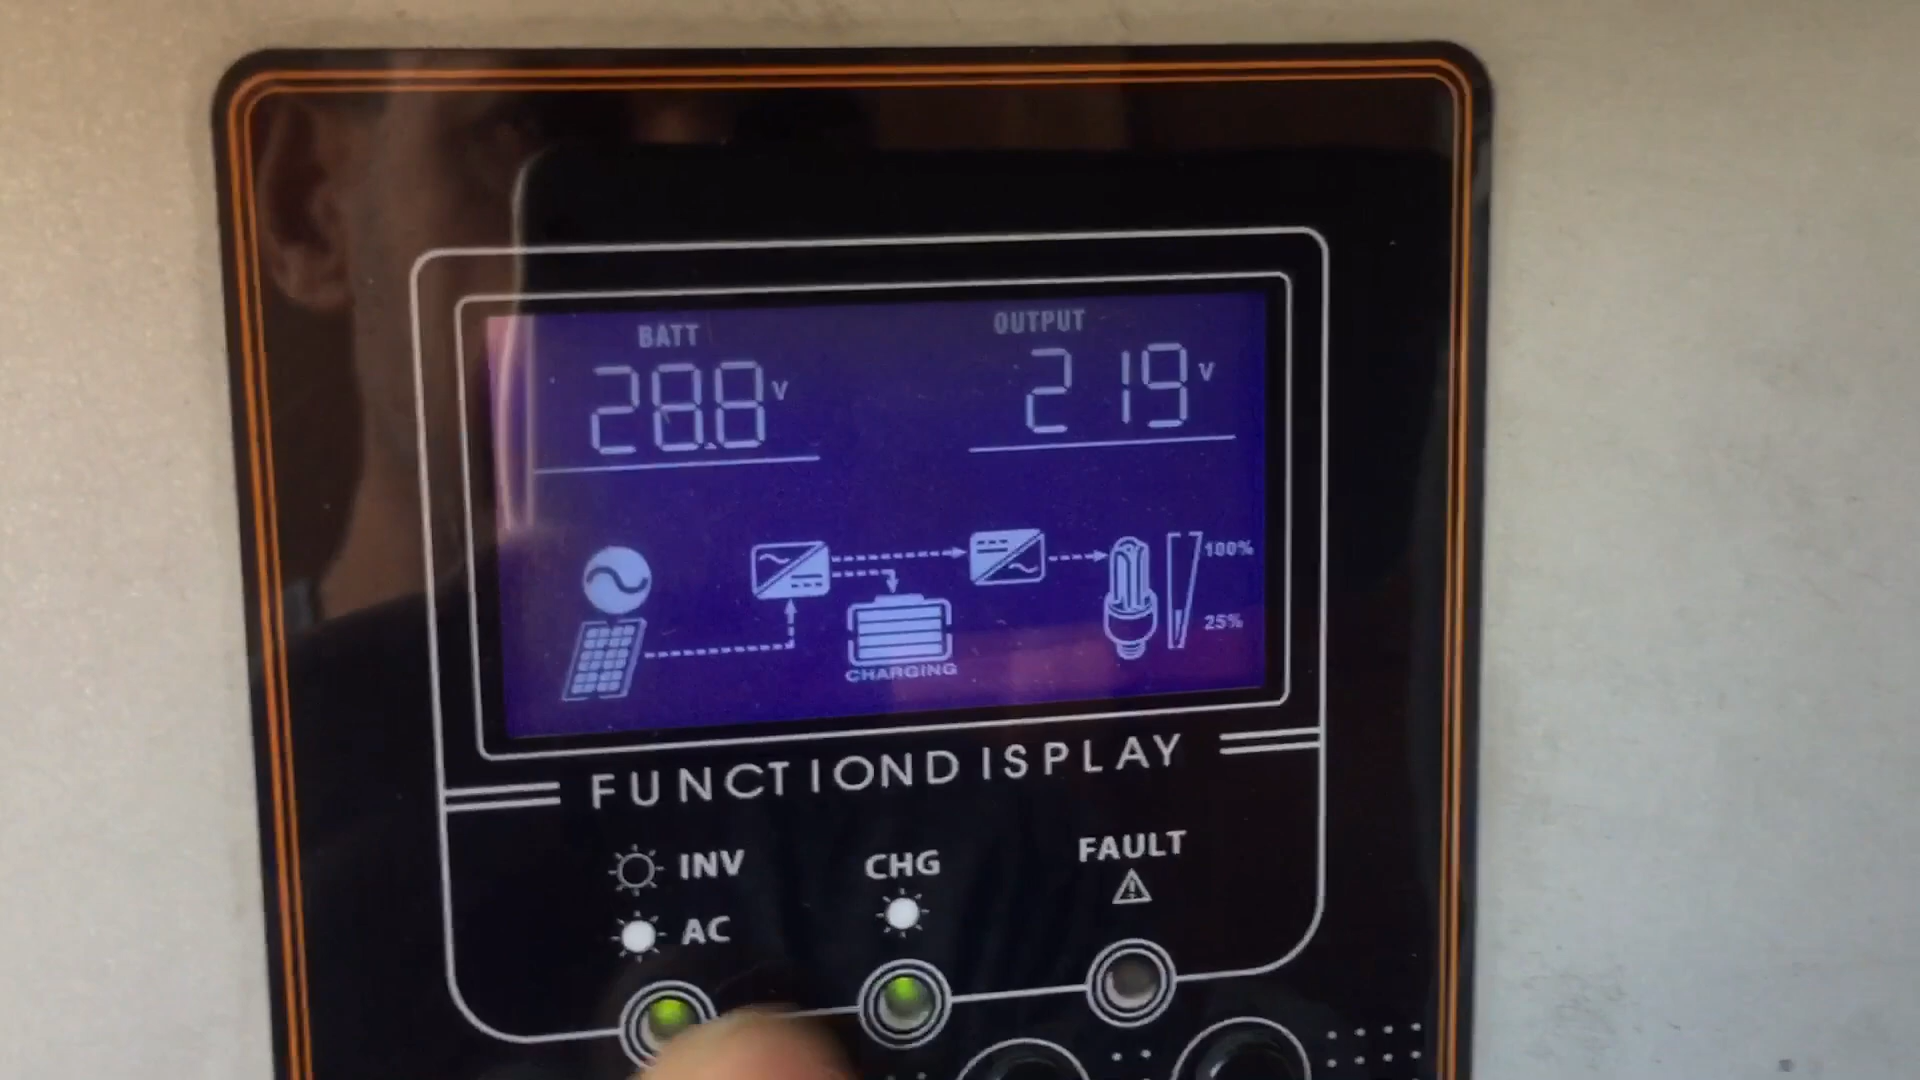 BATT OUTPUT
28.8V 219V
100%
25%
CHARGING
FUNCTIONDISPLAY
INV CHG FAULT
AC